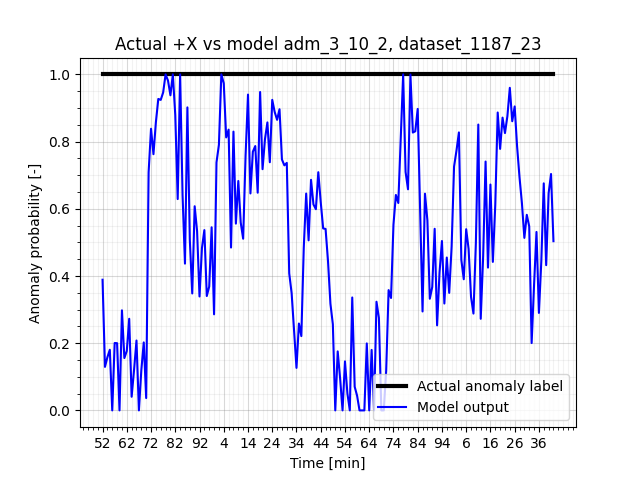 Actual +X vs model adm_3_10_2, dataset_1187_23
Anomaly probability [-]
1.0
0.8
0.6
0.4
0.2
0.0
Actual anomaly label
Model output
52 62 72 82 92 4 14 24 34 44 54 64 74 84 94 6 16 26 36
Time [min]